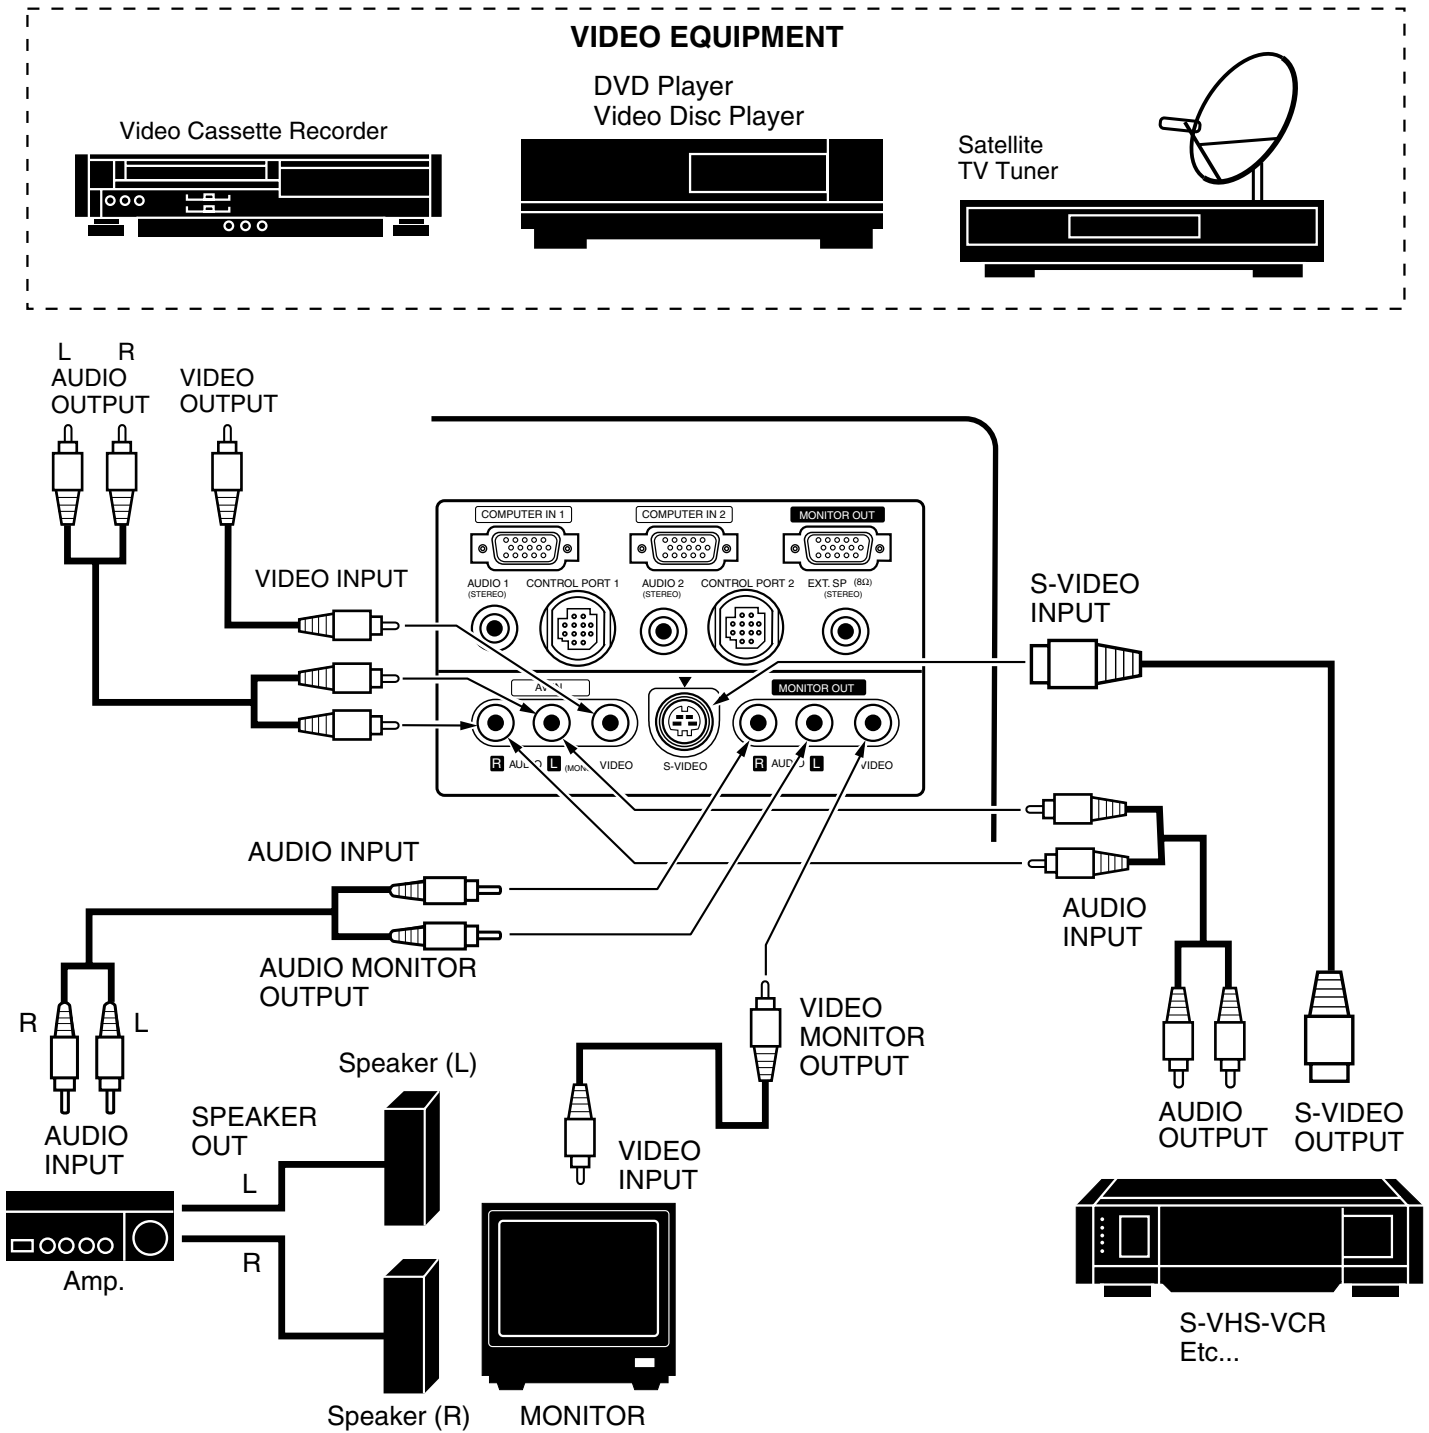 VIDEO EQUIPMENT
Video Cassette Recorder
DVD Player
Video Disc Player
Satellite
TV Tuner
L R
AUDIO
OUTPUT
VIDEO
OUTPUT
COMPUTER IN 1
COMPUTER IN 2
MONITOR OUT
VIDEO INPUT
AUDIO 1
(STEREO)
CONTROL PORT 1
AUDIO 2
(STEREO)
CONTROL PORT 2
EXT. SP (8Ω)
(STEREO)
S-VIDEO
INPUT
MONITOR OUT
R AUDIO L
VIDEO
S-VIDEO
R AUDIO L
VIDEO
AUDIO INPUT
AUDIO
INPUT
AUDIO MONITOR
OUTPUT
R L
VIDEO
MONITOR
OUTPUT
Speaker (L)
AUDIO
INPUT
SPEAKER
OUT
L
R
VIDEO
INPUT
AUDIO
OUTPUT
S-VIDEO
OUTPUT
Amp.
S-VHS-VCR
Etc...
Speaker (R)
MONITOR